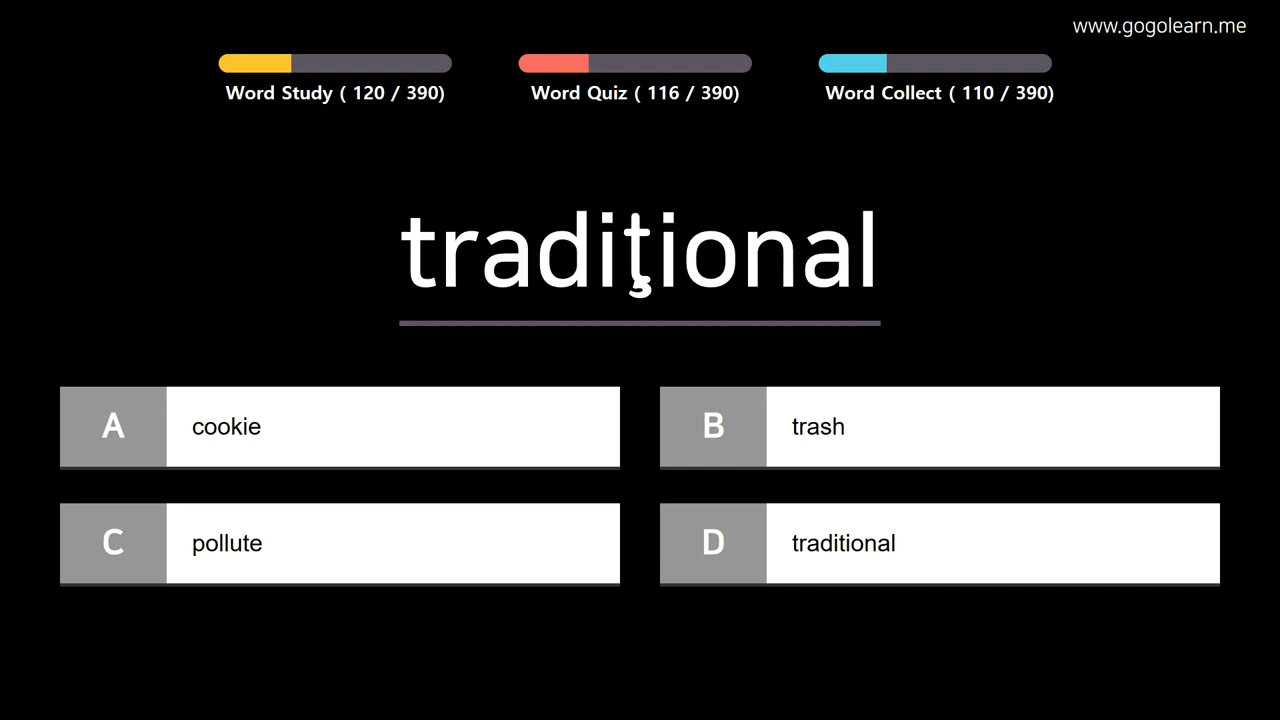 www.gogolearn.me
Word Study ( 120 / 390)
Word Quiz ( 116 / 390)
Word Collect ( 110 / 390)
tradiţional
A cookie
B trash
C pollute
D traditional